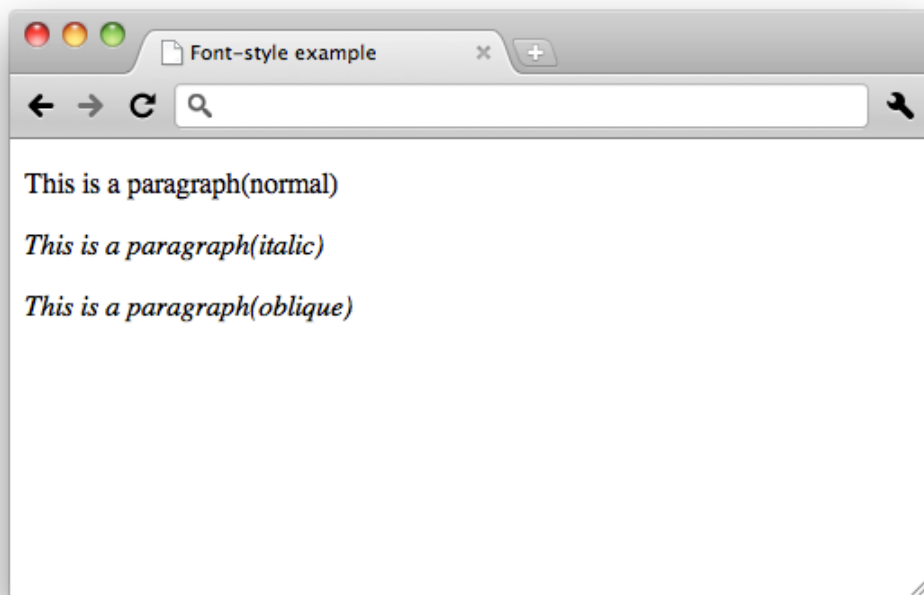 Font-style example
This is a paragraph(normal)
This is a paragraph(italic)
This is a paragraph(oblique)